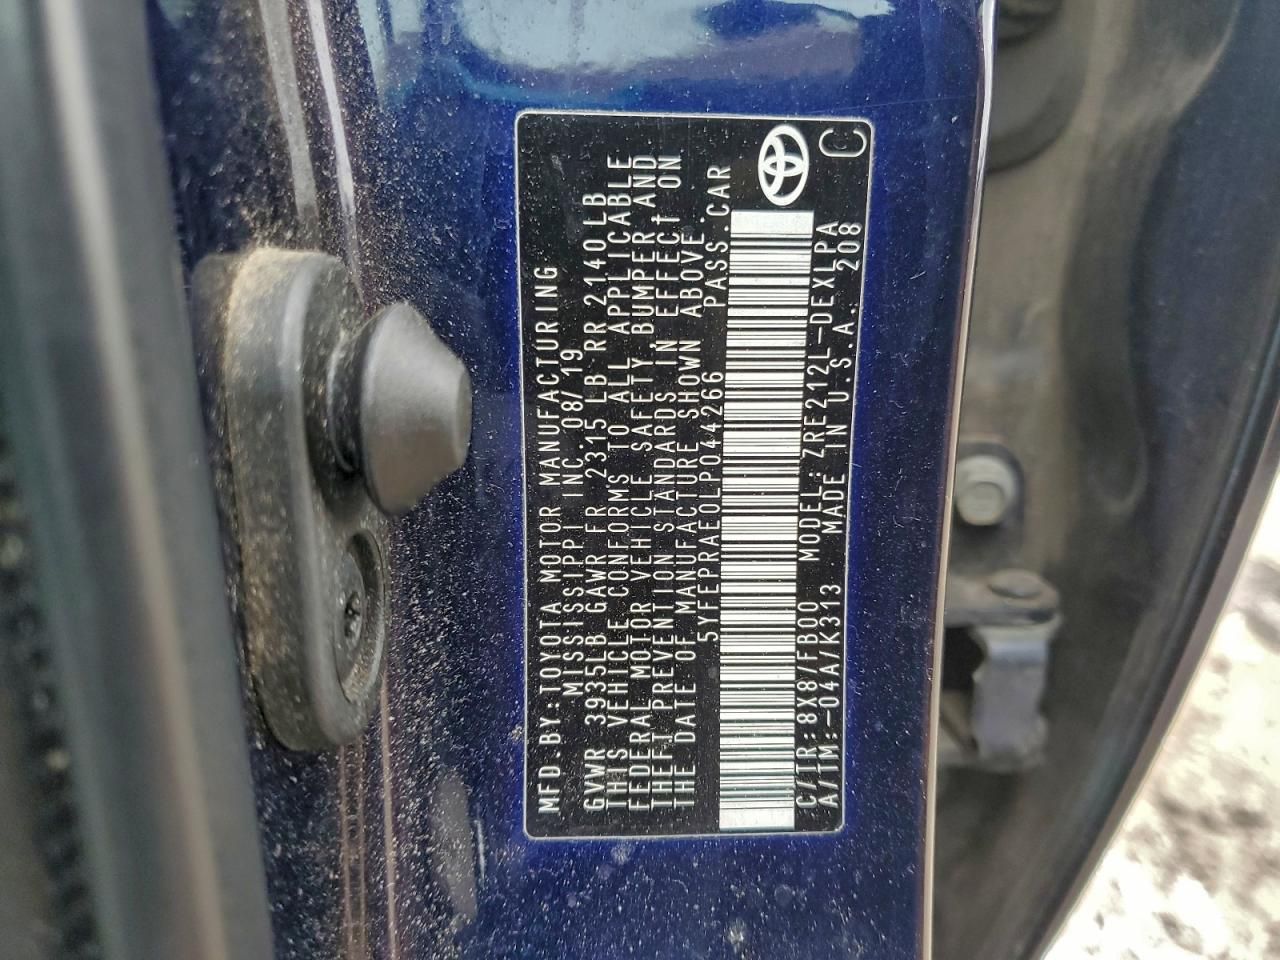 MFD BY: TOYOTA MOTOR MANUFACTURING
MISSISSIPPI INC 08/19
GVWR 3935LB GAWR FR 2315 LB RR 2140LB
THIS VEHICLE CONFORMS TO ALL APPLICABLE
FEDERAL MOTOR VEHICLE SAFETY, BUMPER, AND
THEFT PREVENTION STANDARDS IN EFFECT ON
THE DATE OF MANUFACTURE SHOWN ABOVE.
5YFEPRAE0LP044266 PASS.CAR
C/TR:8X8/FB00 MODEL: ZRE212L-DEXLPA
A/TM:-04A/K313 MADE IN U.S.A. 208
C